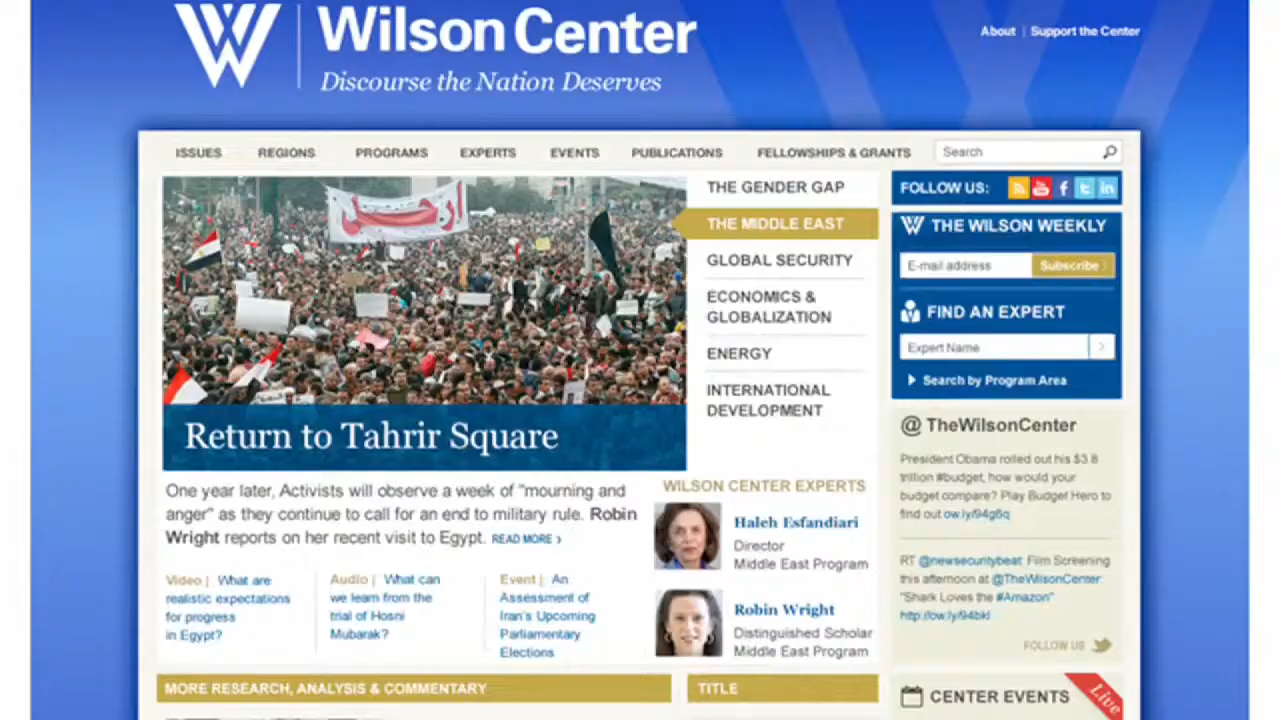 Wilson Center
Discourse the Nation Deserves
About | Support the Center
ISSUES REGIONS PROGRAMS EXPERTS EVENTS PUBLICATIONS FELLOWSHIPS & GRANTS Search
ارحل
Return to Tahrir Square
THE GENDER GAP
THE MIDDLE EAST
GLOBAL SECURITY
ECONOMICS &
GLOBALIZATION
ENERGY
INTERNATIONAL
DEVELOPMENT
One year later, Activists will observe a week of "mourning and
anger" as they continue to call for an end to military rule. Robin
Wright reports on her recent visit to Egypt. READ MORE ›
Video | What are
realistic expectations
for progress
in Egypt?
Audio | What can
we learn from the
trial of Hosni
Mubarak?
Event | An
Assessment of
Iran's Upcoming
Parliamentary
Elections
WILSON CENTER EXPERTS
Haleh Esfandiari
Director
Middle East Program
Robin Wright
Distinguished Scholar
Middle East Program
FOLLOW US:
THE WILSON WEEKLY
E-mail address Subscribe ›
FIND AN EXPERT
Expert Name
Search by Program Area
@ TheWilsonCenter
President Obama rolled out his $3.8
trillion #budget, how would your
budget compare? Play Budget Hero to
find out ow.ly/94g6q
RT @newsecuritybeat: Film Screening
this afternoon at @TheWilsonCenter:
"Shark Loves the #Amazon"
http://ow.ly/94bkl
FOLLOW US
MORE RESEARCH, ANALYSIS & COMMENTARY
TITLE
CENTER EVENTS
Live